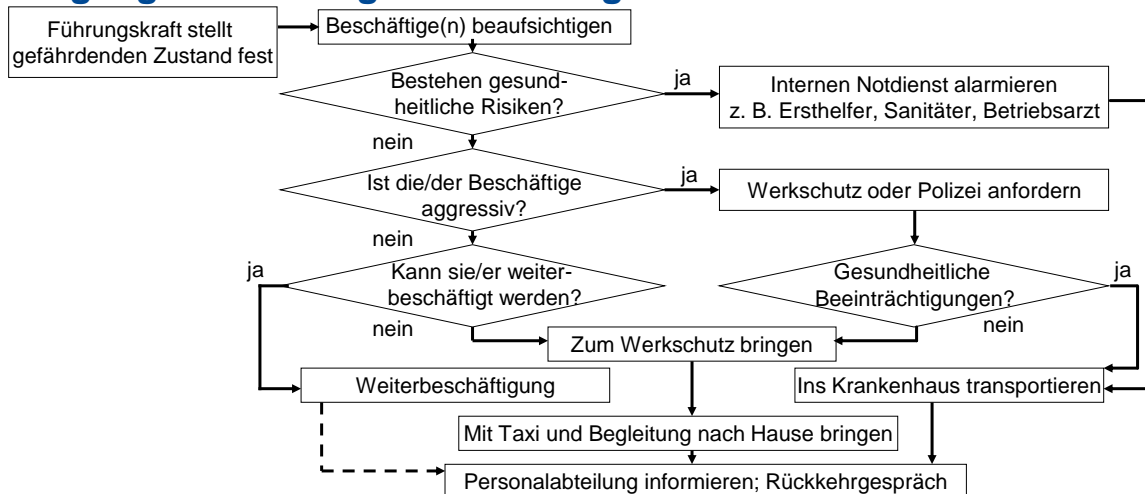 Führungskraft stellt
gefährdenden Zustand fest
Beschäftige(n) beaufsichtigen
Bestehen gesund-
heitliche Risiken?
ja
Internen Notdienst alarmieren
z. B. Ersthelfer, Sanitäter, Betriebsarzt
nein
Ist die/der Beschäftige
aggressiv?
ja
Werkschutz oder Polizei anfordern
nein
ja
Kann sie/er weiter-
beschäftigt werden?
Gesundheitliche
Beeinträchtigungen?
ja
nein
nein
Zum Werkschutz bringen
Weiterbeschäftigung
Ins Krankenhaus transportieren
Mit Taxi und Begleitung nach Hause bringen
Personalabteilung informieren; Rückkehrgespräch